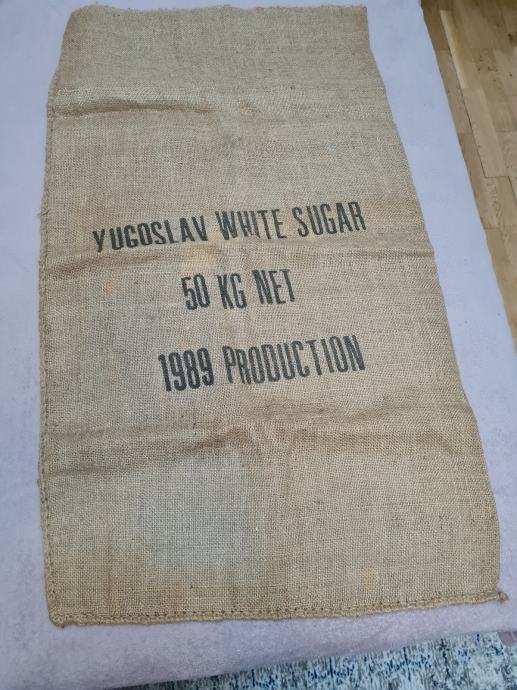 YUGOSLAV WHITE SUGAR
50 KG NET
1989 PRODUCTION